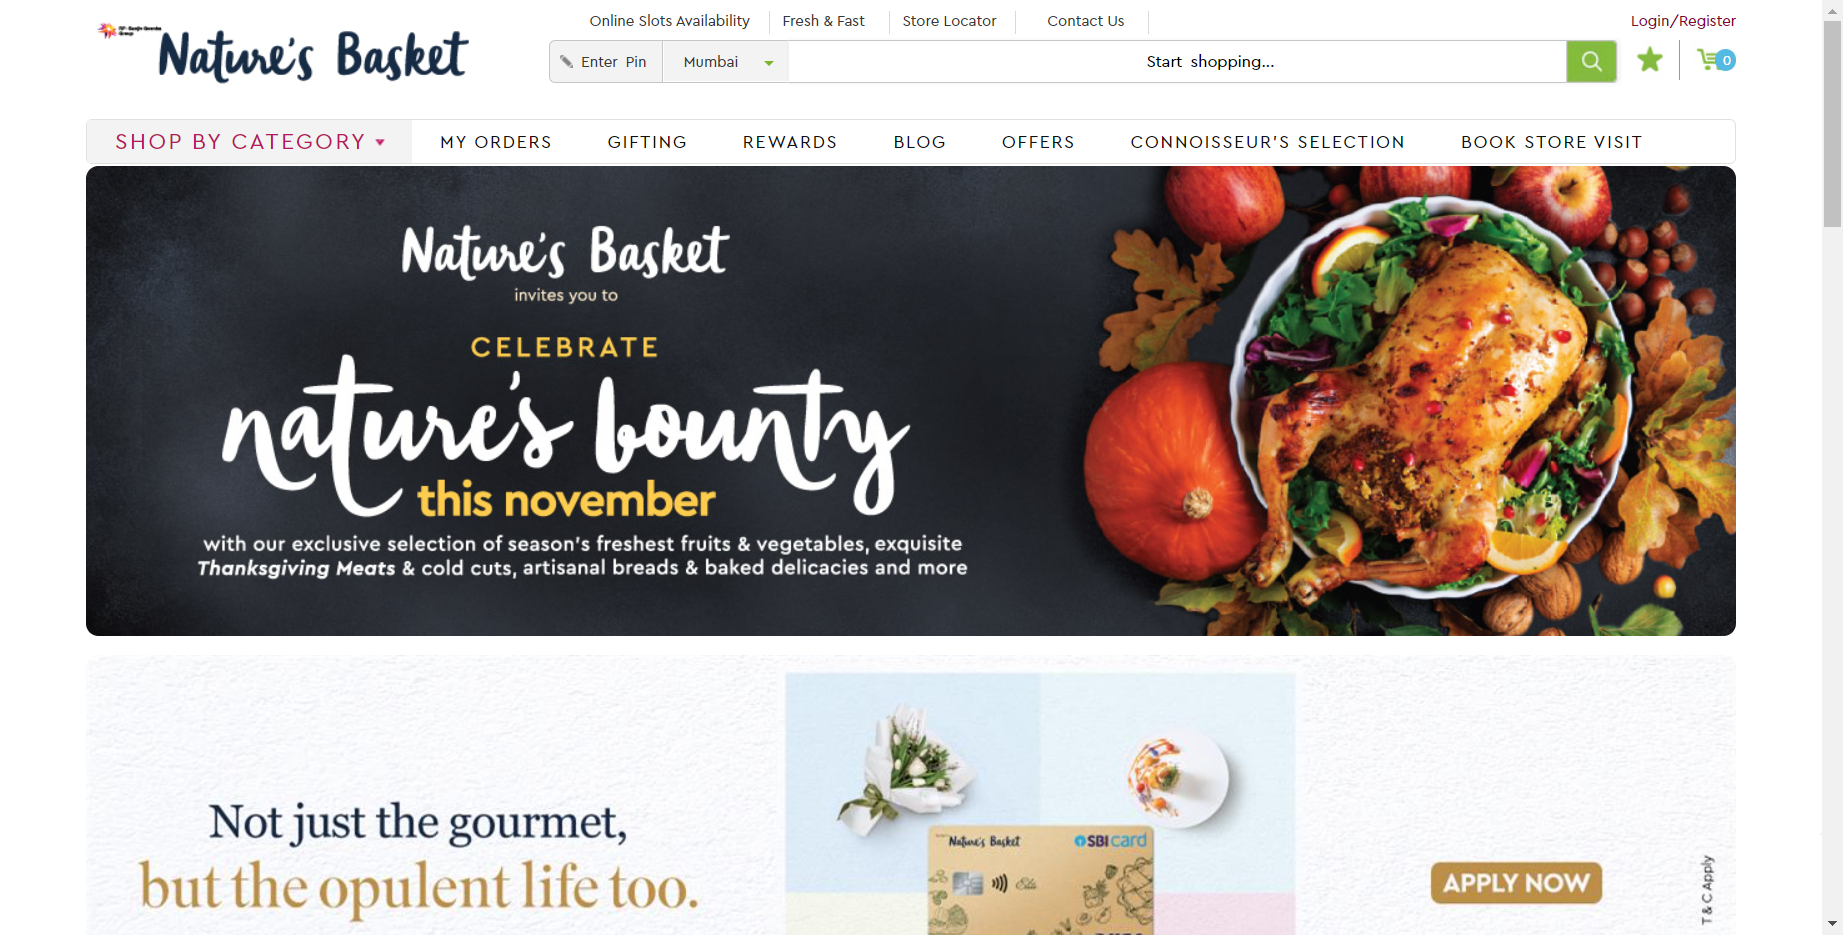 Online Slots Availability
Fresh & Fast
Store Locator
Contact Us
Login/Register
Nature's Basket
Enter Pin
Mumbai
Start shopping...
0
SHOP BY CATEGORY
MY ORDERS
GIFTING
REWARDS
BLOG
OFFERS
CONNOISSEUR'S SELECTION
BOOK STORE VISIT
Nature's Basket
invites you to
CELEBRATE
nature's bounty
this november
with our exclusive selection of season's freshest fruits & vegetables, exquisite
Thanksgiving Meats & cold cuts, artisanal breads & baked delicacies and more
Not just the gourmet,
but the opulent life too.
Nature's Basket
SBI card
Elite
APPLY NOW
T & C Apply